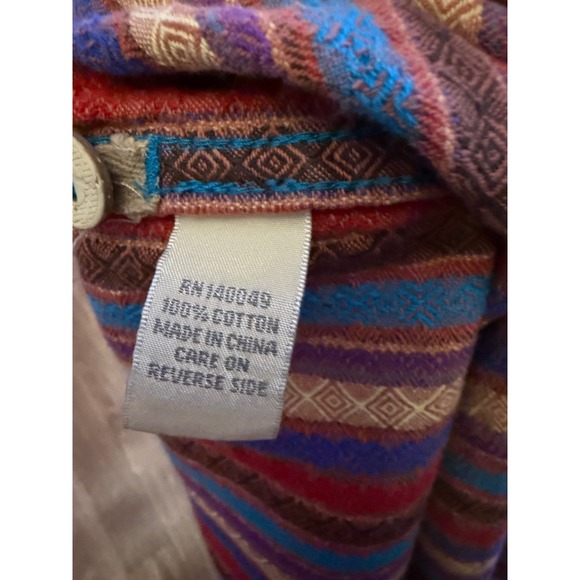 RN 140049
100% COTTON
MADE IN CHINA
CARE ON
REVERSE SIDE